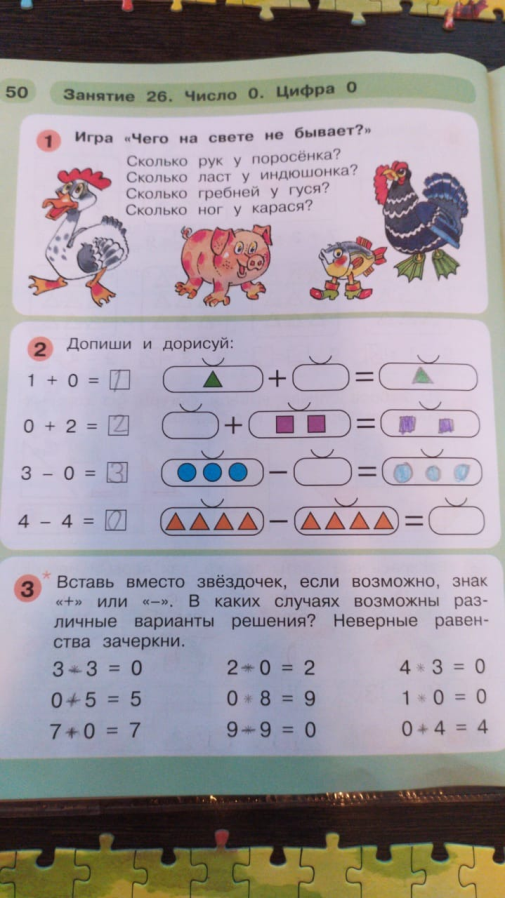 50
Занятие 26. Число 0. Цифра 0
1 Игра «Чего на свете не бывает?»
Сколько рук у поросёнка?
Сколько ласт у индюшонка?
Сколько гребней у гуся?
Сколько ног у карася?
2 Допиши и дорисуй:
1 + 0 = 1
+ =
0 + 2 = 2
+ =
3 – 0 = 3
– =
4 – 4 = 0
– =
3* Вставь вместо звёздочек, если возможно, знак
«+» или «–». В каких случаях возможны раз-
личные варианты решения? Неверные равен-
ства зачеркни.
3 - 3 = 0 2 + 0 = 2 4 * 3 = 0
0 + 5 = 5 0 * 8 = 9 1 * 0 = 0
7 + 0 = 7 9 - 9 = 0 0 + 4 = 4